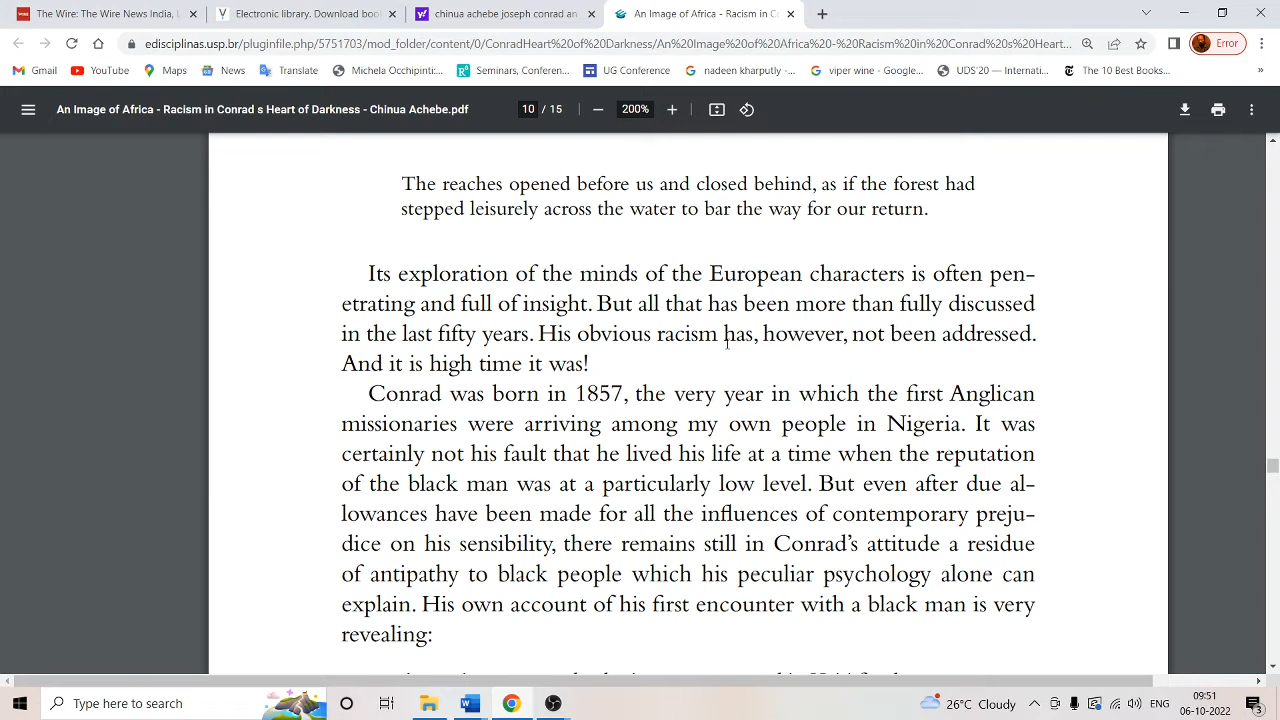 The Wire: The Wire News India, L
Electronic library. Download book
chinua achebe joseph conrad an
An Image of Africa - Racism in Co
edisciplinas.usp.br/pluginfile.php/5751703/mod_folder/content/0/ConradHeart%20of%20Darkness/An%20Image%20of%20Africa%20-%20Racism%20in%20Conrad%20s%20Heart...
Error
Gmail
YouTube
Maps
News
Translate
Michela Occhipinti:...
Seminars, Conferen...
UG Conference
nadeen kharputly -...
viper wine - Google...
UDS'20 — Internati...
The 10 Best Books...
»
An Image of Africa - Racism in Conrad s Heart of Darkness - Chinua Achebe.pdf
10 / 15
200%
The reaches opened before us and closed behind, as if the forest had
stepped leisurely across the water to bar the way for our return.
Its exploration of the minds of the European characters is often pen-
etrating and full of insight. But all that has been more than fully discussed
in the last fifty years. His obvious racism has, however, not been addressed.
And it is high time it was!
Conrad was born in 1857, the very year in which the first Anglican
missionaries were arriving among my own people in Nigeria. It was
certainly not his fault that he lived his life at a time when the reputation
of the black man was at a particularly low level. But even after due al-
lowances have been made for all the influences of contemporary preju-
dice on his sensibility, there remains still in Conrad's attitude a residue
of antipathy to black people which his peculiar psychology alone can
explain. His own account of his first encounter with a black man is very
revealing:
Type here to search
26°C Cloudy
ENG
09:51
06-10-2022
3